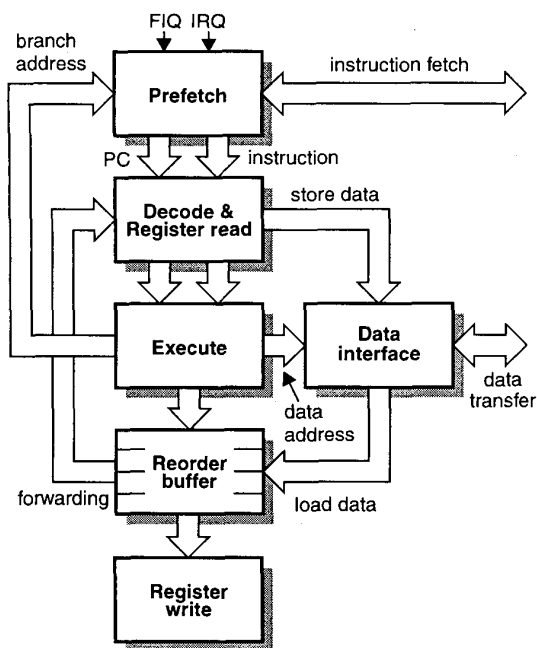 FIQ IRQ
branch
address
Prefetch
instruction fetch
PC
instruction
Decode &
Register read
store data
Execute
Data
interface
data
transfer
data
address
Reorder
buffer
forwarding
load data
Register
write